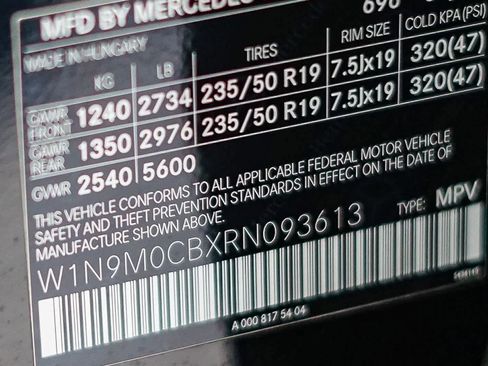 MFD BY MERCEDES
MADE IN HUNGARY
KG LB TIRES RIM SIZE COLD KPA(PSI)
GAWR FRONT 1240 2734 235/50 R19 7.5Jx19 320(47)
GAWR REAR 1350 2976 235/50 R19 7.5Jx19 320(47)
GVWR 2540 5600
THIS VEHICLE CONFORMS TO ALL APPLICABLE FEDERAL MOTOR VEHICLE
SAFETY AND THEFT PREVENTION STANDARDS IN EFFECT ON THE DATE OF
MANUFACTURE SHOWN ABOVE.
W1N9M0CBXRN093613 TYPE: MPV
A 000 817 54 04